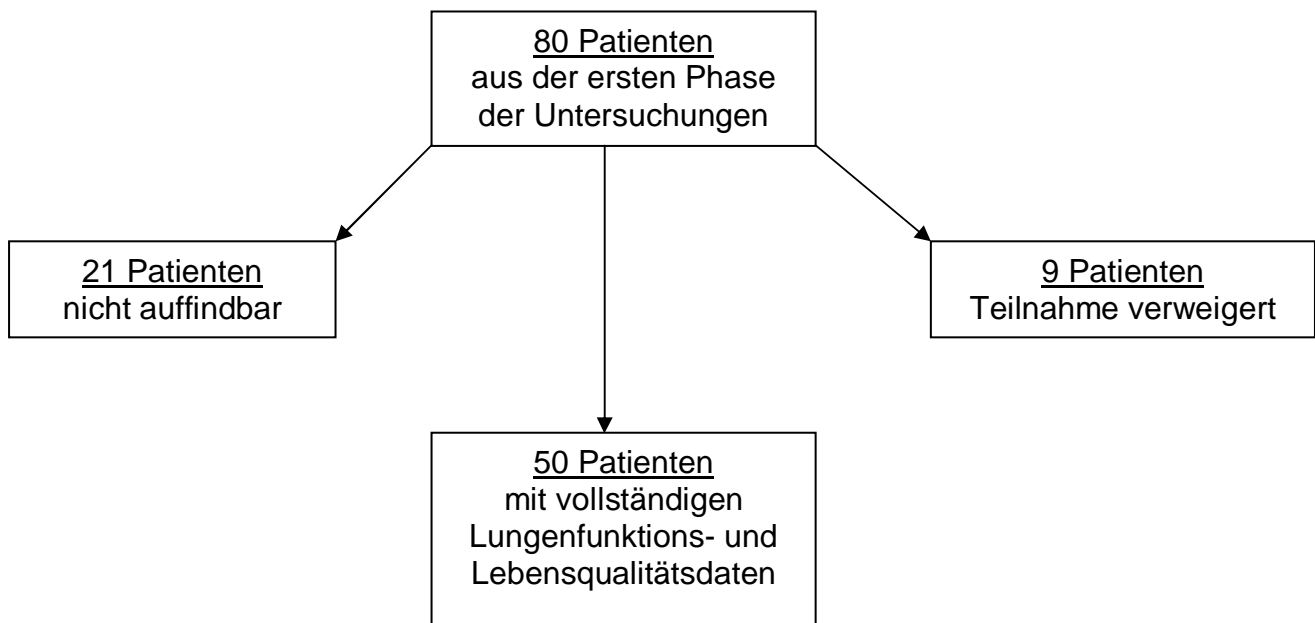 80 Patienten
aus der ersten Phase
der Untersuchungen
21 Patienten
nicht auffindbar
9 Patienten
Teilnahme verweigert
50 Patienten
mit vollständigen
Lungenfunktions- und
Lebensqualitätsdaten